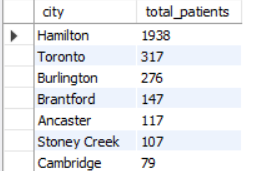 city total_patients
Hamilton 1938
Toronto 317
Burlington 276
Brantford 147
Ancaster 117
Stoney Creek 107
Cambridge 79